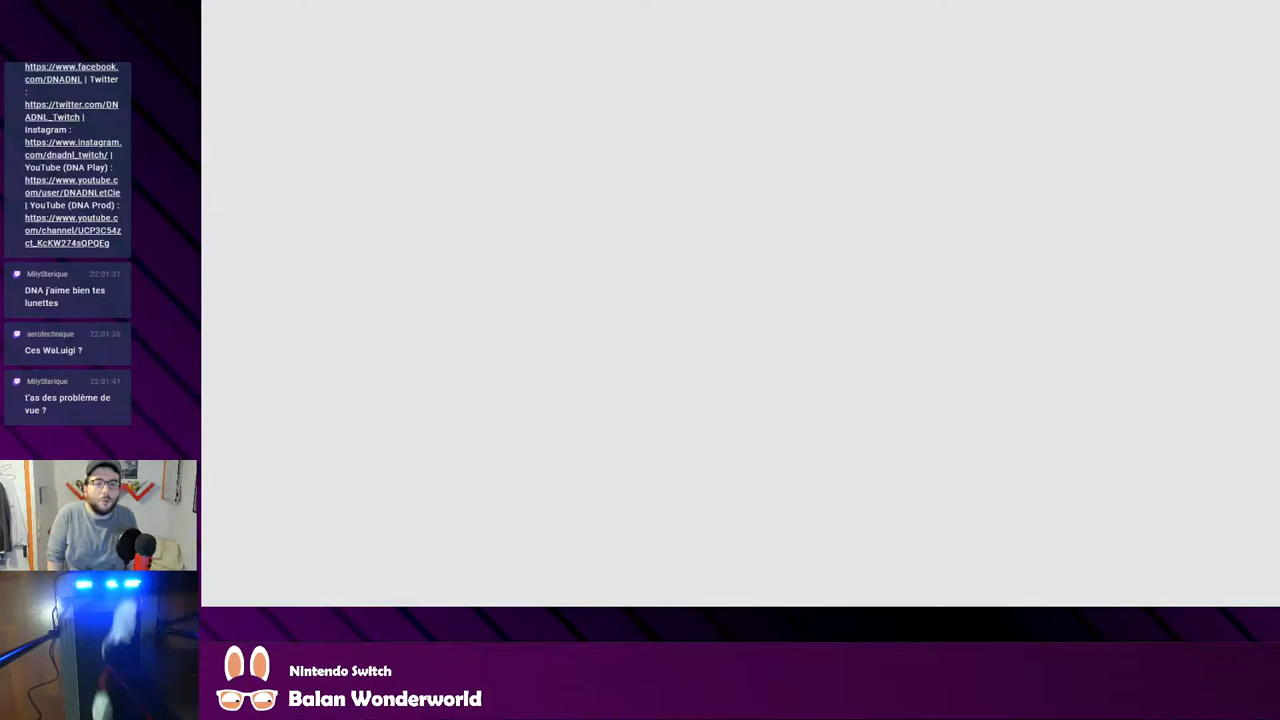 https://www.facebook.
com/DNADNL | Twitter
:
https://twitter.com/DN
ADNL_Twitch |
Instagram :
https://www.instagram.
com/dnadnl_twitch/ |
YouTube (DNA Play) :
https://www.youtube.c
om/user/DNADNLetCie
| YouTube (DNA Prod) :
https://www.youtube.c
om/channel/UCP3C54z
ct_KcKW274sQPQEg
MilySterique 22:01:31
DNA j'aime bien tes
lunettes
aerotechnique 22:01:36
Ces WaLuigi ?
MilySterique 22:01:41
t'as des problème de
vue ?
Nintendo Switch
Balan Wonderworld